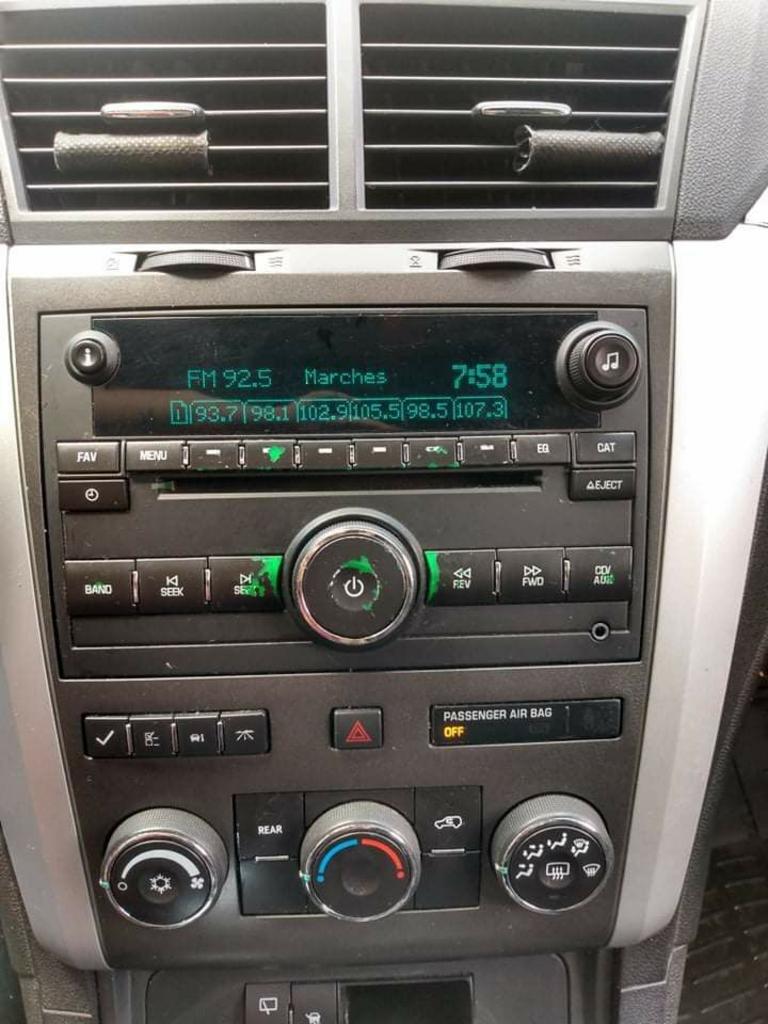 FM 92.5 Marches 7:58
1 93.7 98.1 102.9 105.5 98.5 107.3
FAV MENU EQ CAT
EJECT
BAND SEEK REV FWD CD/AUX
PASSENGER AIR BAG
OFF
REAR